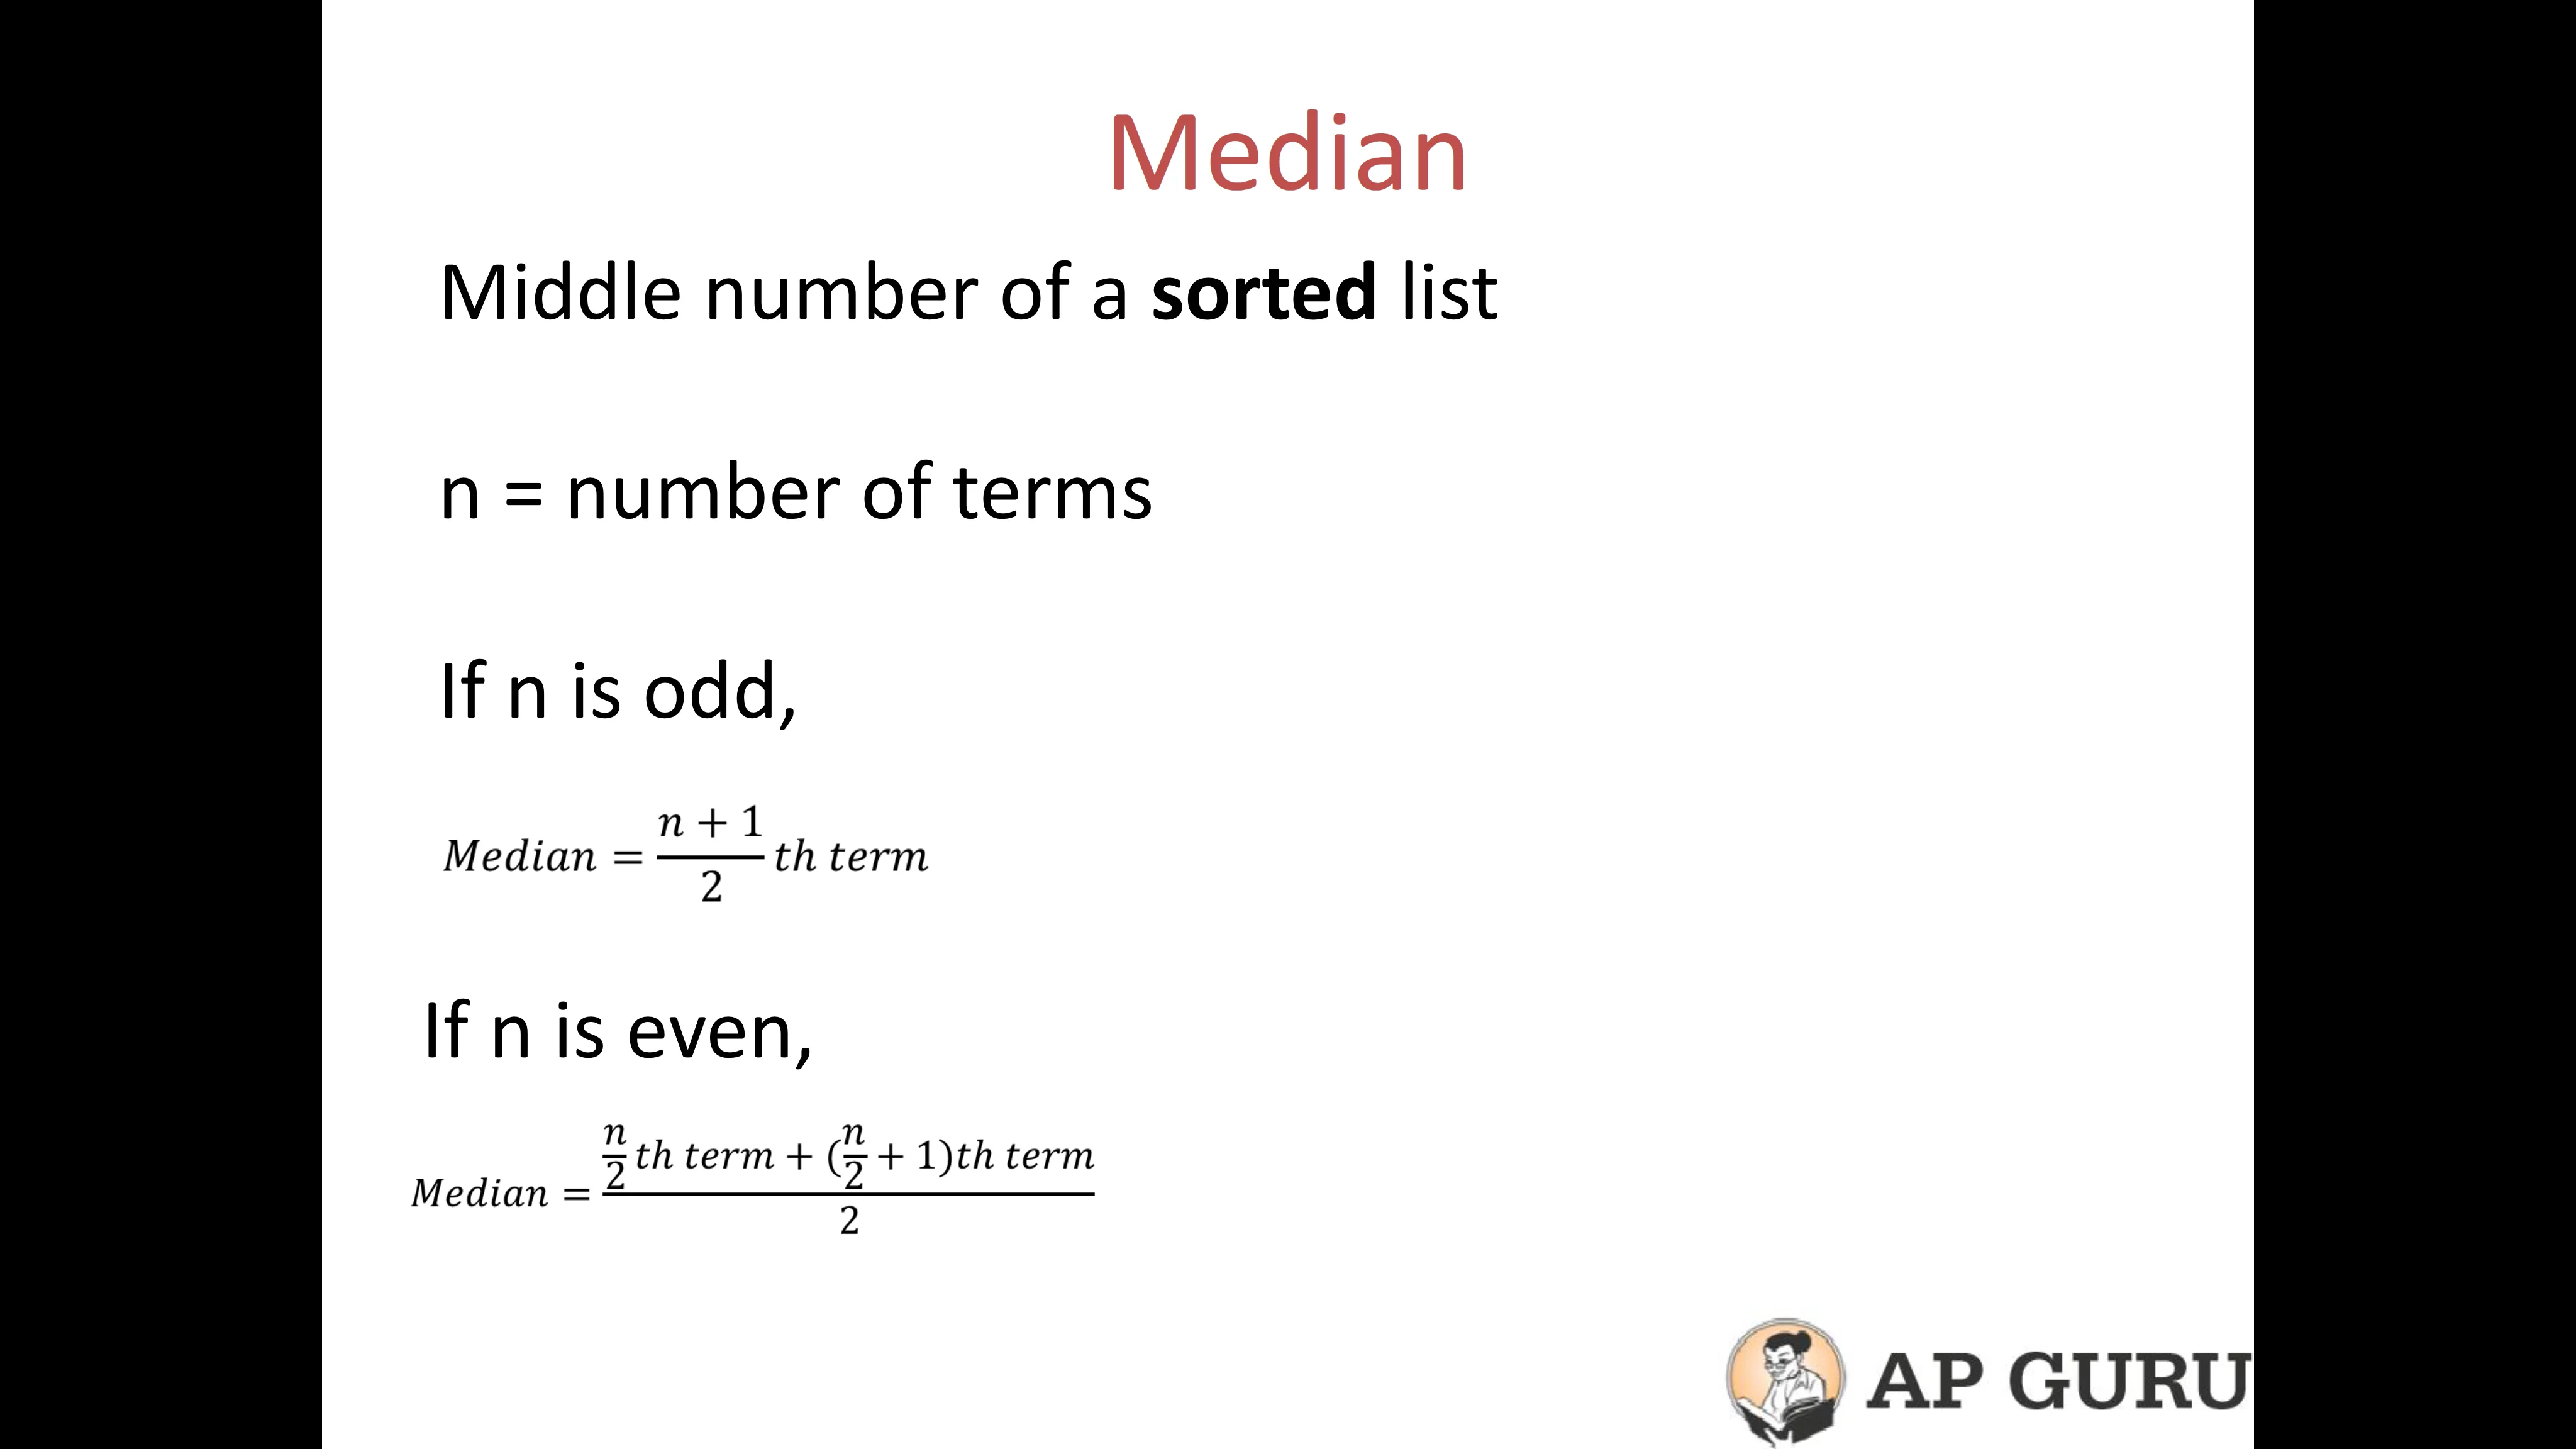 Median
Middle number of a sorted list
n = number of terms
If n is odd,
Median = \frac{n + 1}{2} th term
If n is even,
Median = \frac{\frac{n}{2} th term + (\frac{n}{2} + 1)th term}{2}
AP GURU